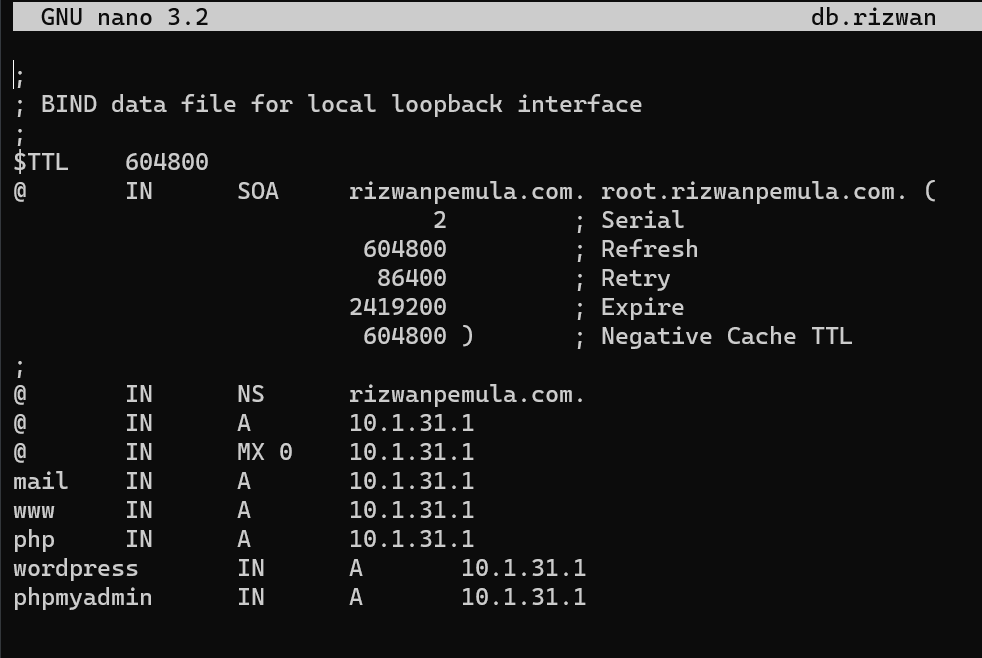 GNU nano 3.2 db.rizwan
;
; BIND data file for local loopback interface
;
$TTL 604800
@ IN SOA rizwanpemula.com. root.rizwanpemula.com. (
2 ; Serial
604800 ; Refresh
86400 ; Retry
2419200 ; Expire
604800 ) ; Negative Cache TTL
;
@ IN NS rizwanpemula.com.
@ IN A 10.1.31.1
@ IN MX 0 10.1.31.1
mail IN A 10.1.31.1
www IN A 10.1.31.1
php IN A 10.1.31.1
wordpress IN A 10.1.31.1
phpmyadmin IN A 10.1.31.1